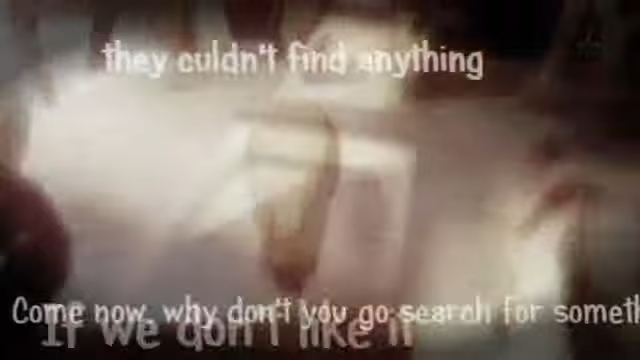 they culdn't find anything
Come now, why don't you go search for someth
If we don't like it